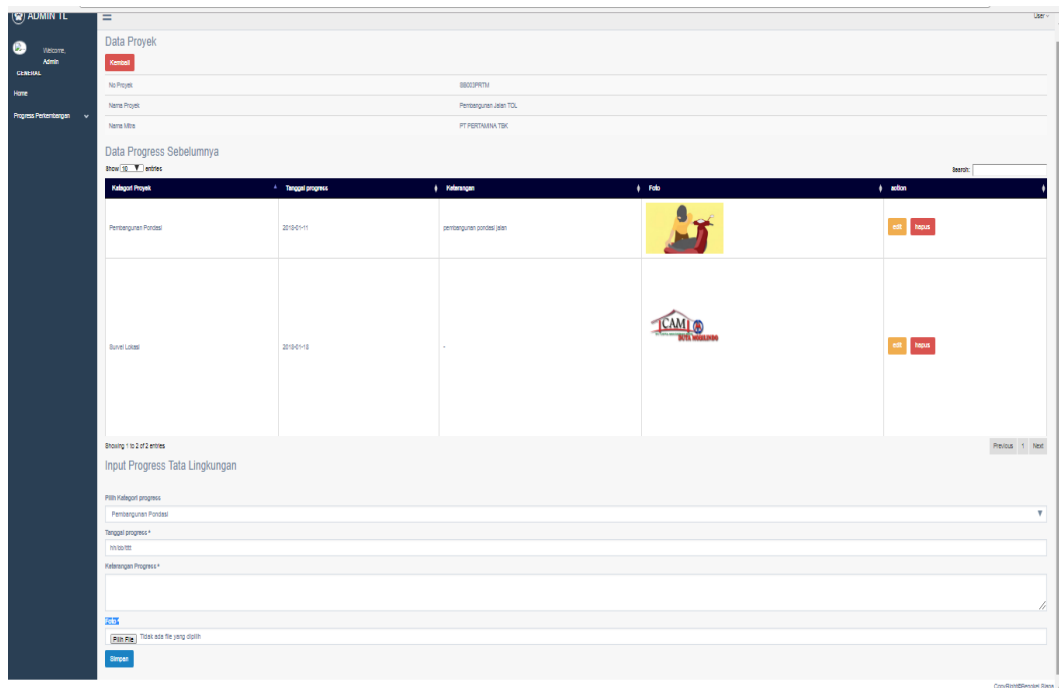 ADMIN TL
User
Welcome,
Admin
GENERAL
Home
Progress Perkembangan
Data Proyek
Kembali
No Proyek
Nama Proyek Pembangunan Jalan TOL
Nama Mitra PT PERTAMINA TBK
Data Progress Sebelumnya
Show 10 entries Search:
Kategori Proyek Tanggal progress Keterangan Foto action
Pembangunan Pondasi 2018-01-11 pembangunan pondasi jalan edit hapus
CAM
DUTA MOBILINDO
Survei Lokasi 2018-01-18 - edit hapus
Showing 1 to 2 of 2 entries Previous 1 Next
Input Progress Tata Lingkungan
Pilih Kategori progress
Pembangunan Pondasi
Tanggal progress *
hh/bb/tttt
Keterangan Progress *
Foto*
Pilih File Tidak ada file yang dipilih
Simpan